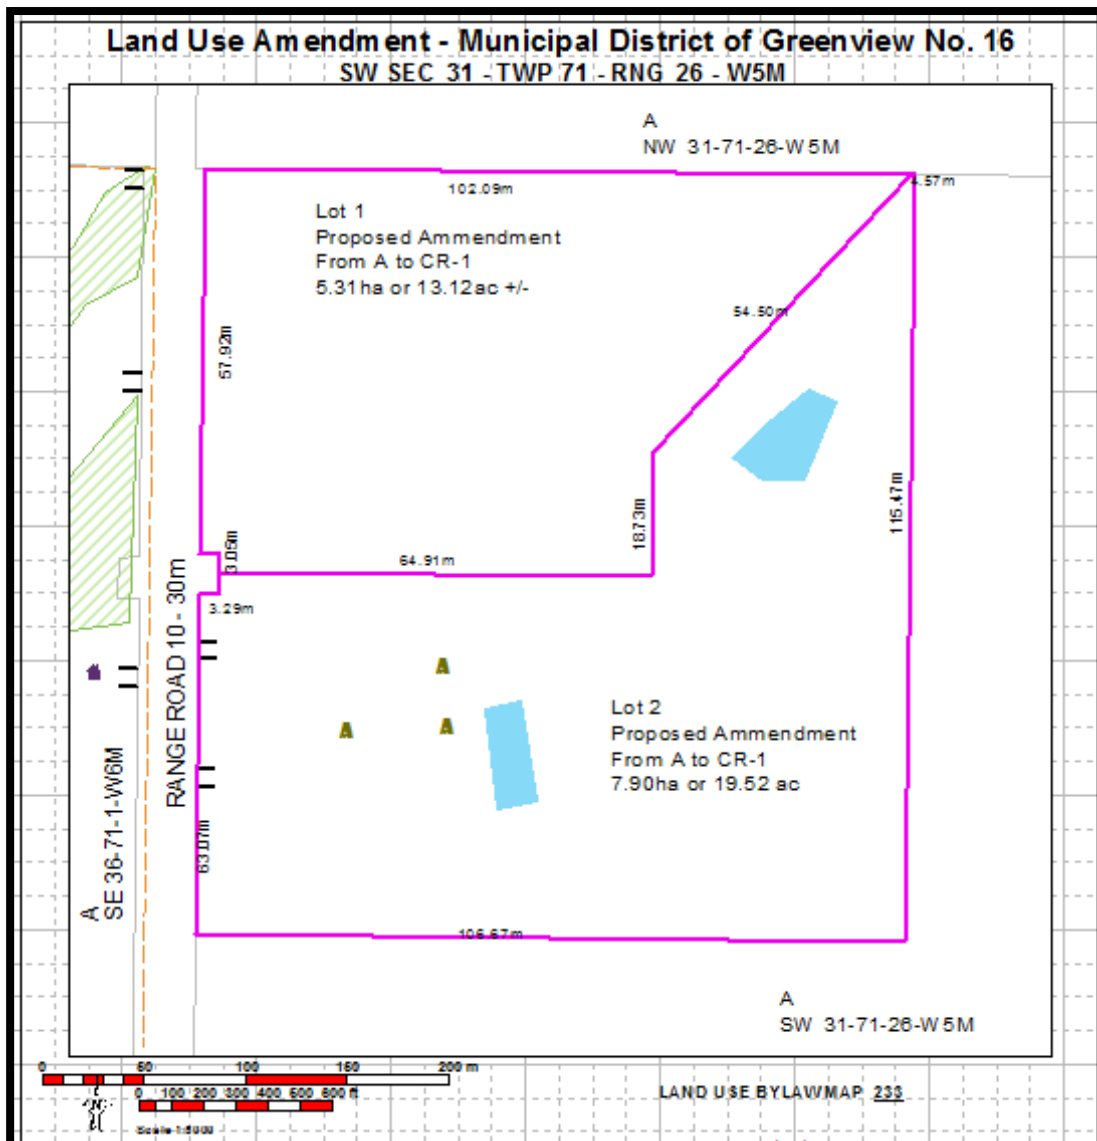 Land Use Amendment - Municipal District of Greenview No. 16
SW SEC 31 - TWP 71 - RNG 26 - W5M
A
NW 31-71-26-W5M
4.57m
102.09m
Lot 1
Proposed Ammendment
From A to CR-1
5.31ha or 13.12ac +/-
54.50m
57.92m
115.47m
18.73m
3.05m
64.91m
3.29m
RANGE ROAD 10 - 30m
A
SE 36-71-1-W6M
A
A
A
Lot 2
Proposed Ammendment
From A to CR-1
7.90ha or 19.52 ac
63.07m
106.67m
A
SW 31-71-26-W5M
0 50 100 150 200 m
0 100 200 300 400 500 600 ft
Scale 1:5000
LAND USE BYLAW MAP 233